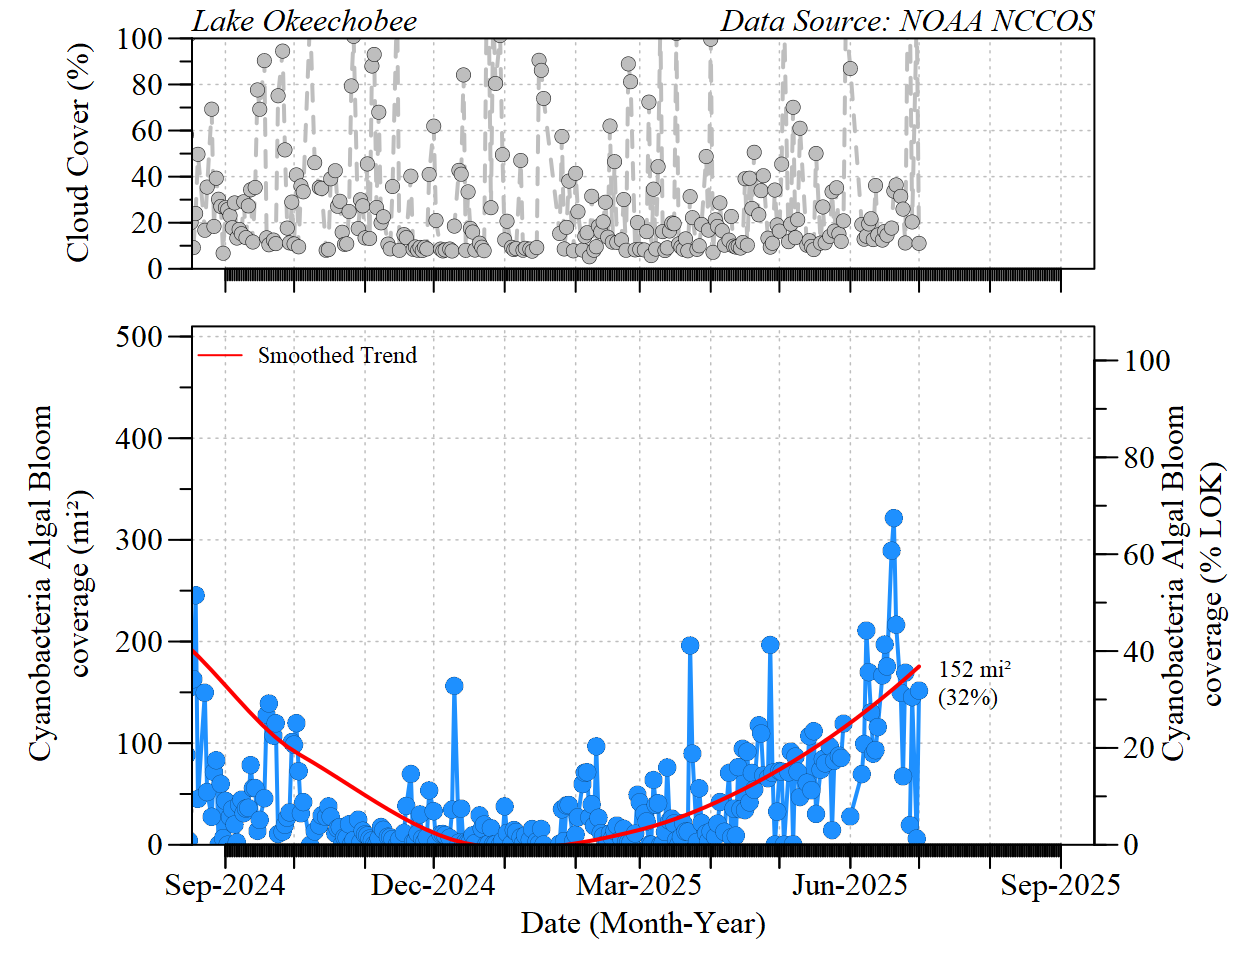 Lake Okeechobee Data Source: NOAA NCCOS
Cloud Cover (%)
100
80
60
40
20
0
Smoothed Trend
Cyanobacteria Algal Bloom
coverage (mi²)
500
400
300
200
100
0
152 mi²
(32%)
100
80
60
40
20
0
Cyanobacteria Algal Bloom
coverage (% LOK)
Sep-2024 Dec-2024 Mar-2025 Jun-2025 Sep-2025
Date (Month-Year)